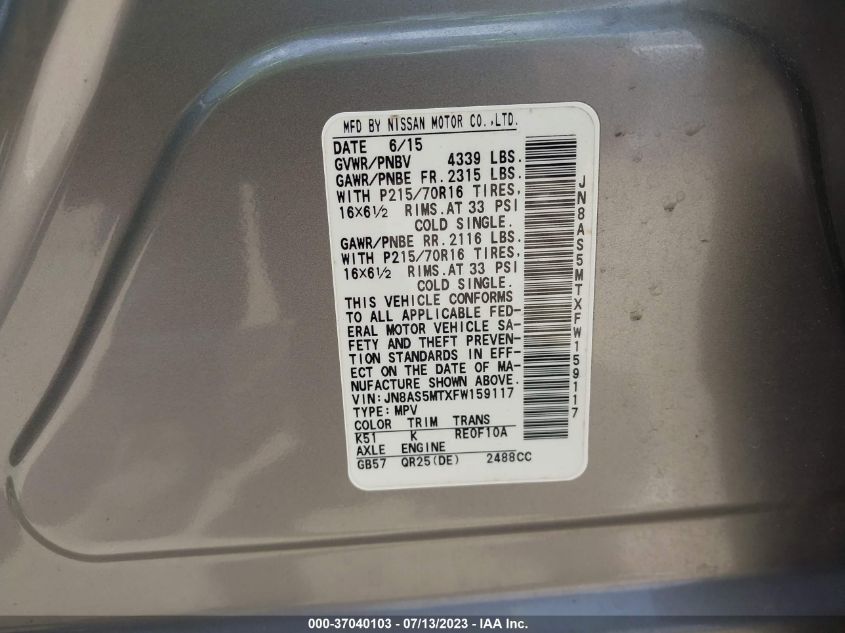 MFD BY NISSAN MOTOR CO.,LTD.
DATE 6/15
GVWR/PNBV 4339 LBS.
GAWR/PNBE FR.2315 LBS.
WITH P215/70R16 TIRES,
16X6½ RIMS.AT 33 PSI
COLD SINGLE.
GAWR/PNBE RR.2116 LBS.
WITH P215/70R16 TIRES,
16X6½ RIMS.AT 33 PSI
COLD SINGLE.
THIS VEHICLE CONFORMS
TO ALL APPLICABLE FED-
ERAL MOTOR VEHICLE SA-
FETY AND THEFT PREVEN-
TION STANDARDS IN EFF-
ECT ON THE DATE OF MA-
NUFACTURE SHOWN ABOVE.
VIN:JN8AS5MTXFW159117
TYPE:MPV
COLOR TRIM TRANS
K51 K RE0F10A
AXLE ENGINE
GB57 QR25(DE) 2488CC
JN8AS5MTXFW159117
000-37040103 - 07/13/2023 - IAA Inc.